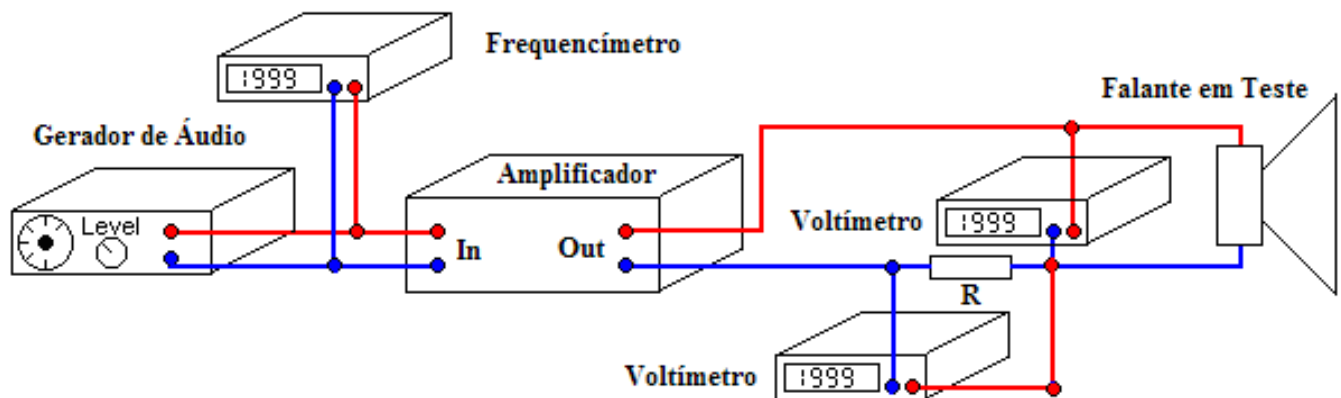 Frequencímetro
1999
Falante em Teste
Gerador de Áudio
Amplificador
Level
Voltímetro
1999
In
Out
R
Voltímetro
1999